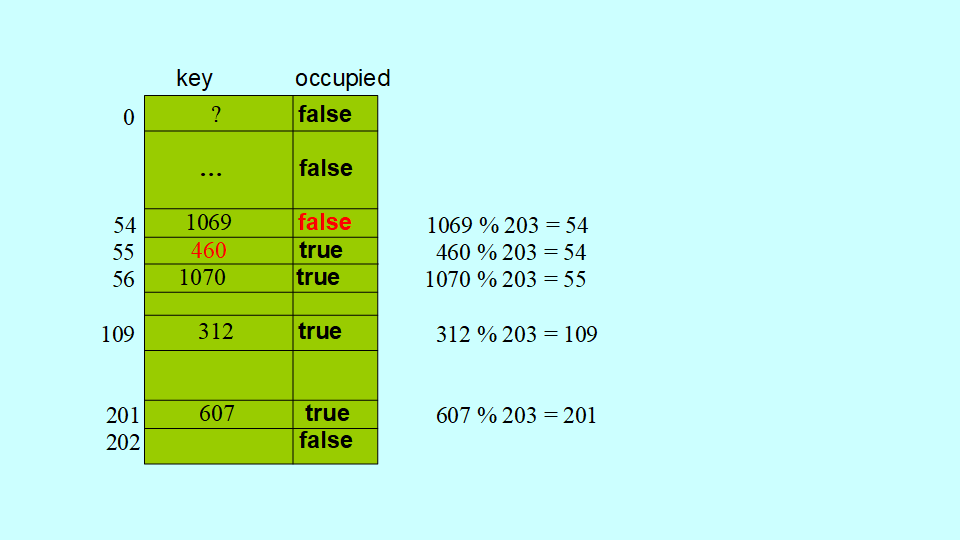 key occupied
0 ? false
... false
54 1069 false 1069 % 203 = 54
55 460 true 460 % 203 = 54
56 1070 true 1070 % 203 = 55
109 312 true 312 % 203 = 109
201 607 true 607 % 203 = 201
202 false